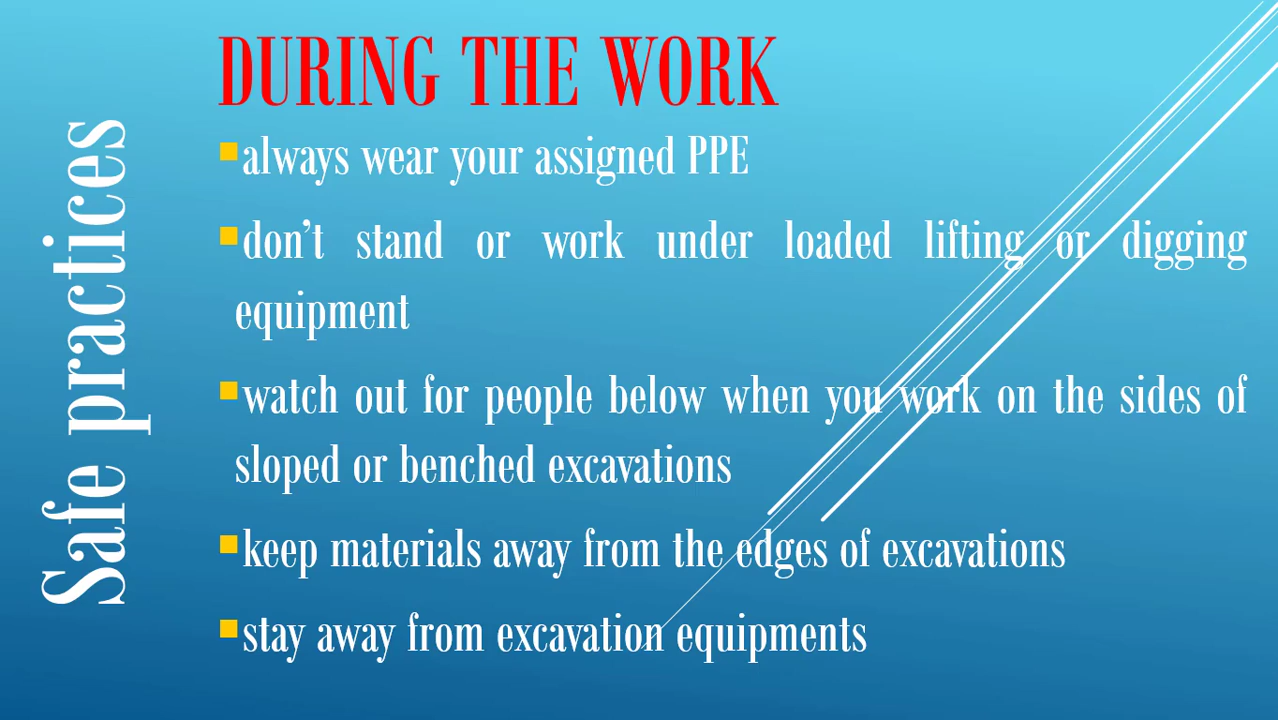 Safe practices
DURING THE WORK
always wear your assigned PPE
don't stand or work under loaded lifting or digging
equipment
watch out for people below when you work on the sides of
sloped or benched excavations
keep materials away from the edges of excavations
stay away from excavation equipments